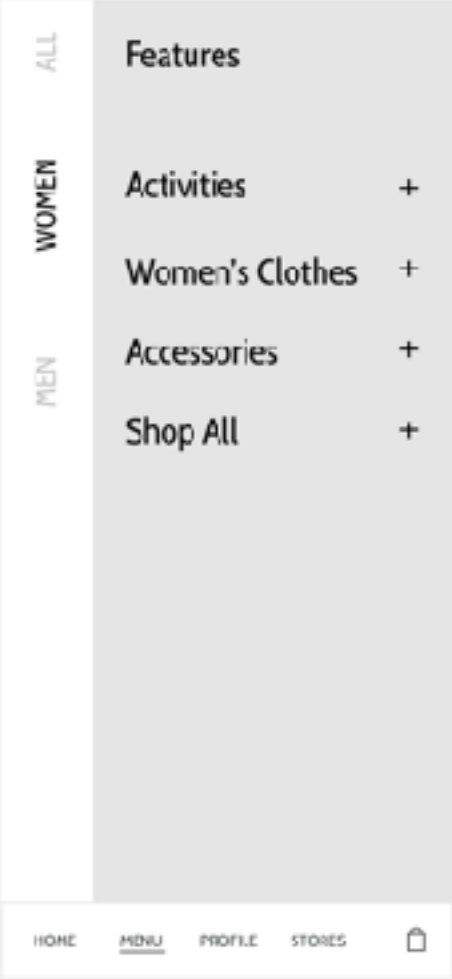 ALL
WOMEN
MEN
Features
Activities +
Women's Clothes +
Accessories +
Shop All +
HOME MENU PROFILE STORES